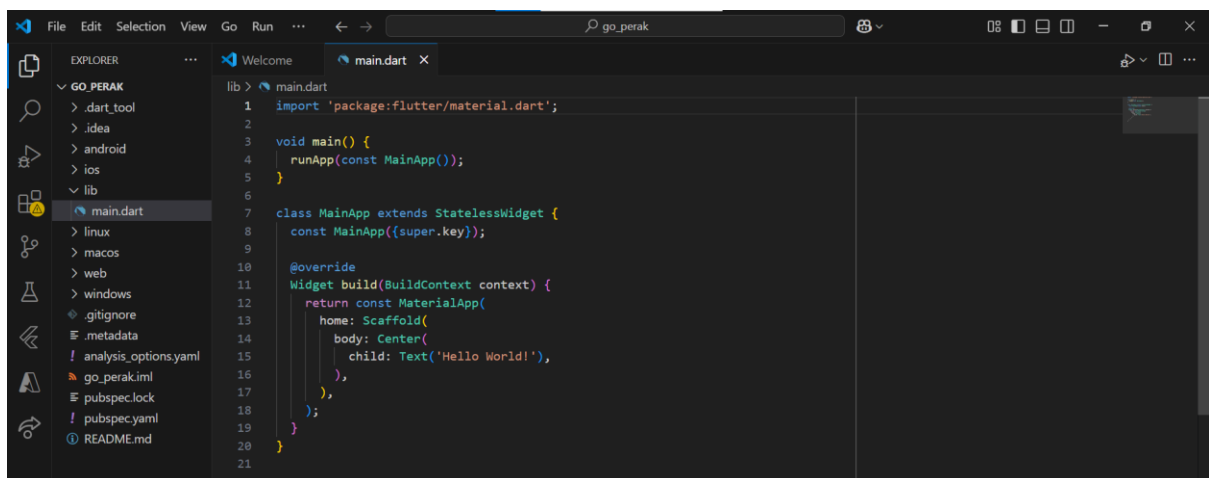 File Edit Selection View Go Run ···
go_perak
EXPLORER ···
GO_PERAK
.dart_tool
.idea
android
ios
lib
main.dart
linux
macos
web
windows
.gitignore
.metadata
analysis_options.yaml
go_perak.iml
pubspec.lock
pubspec.yaml
README.md
Welcome
main.dart
lib > main.dart
1 import 'package:flutter/material.dart';
2
3 void main() {
4   runApp(const MainApp());
5 }
6
7 class MainApp extends StatelessWidget {
8   const MainApp({super.key});
9
10   @override
11   Widget build(BuildContext context) {
12     return const MaterialApp(
13       home: Scaffold(
14         body: Center(
15           child: Text('Hello World!'),
16         ),
17       ),
18     );
19   }
20 }
21